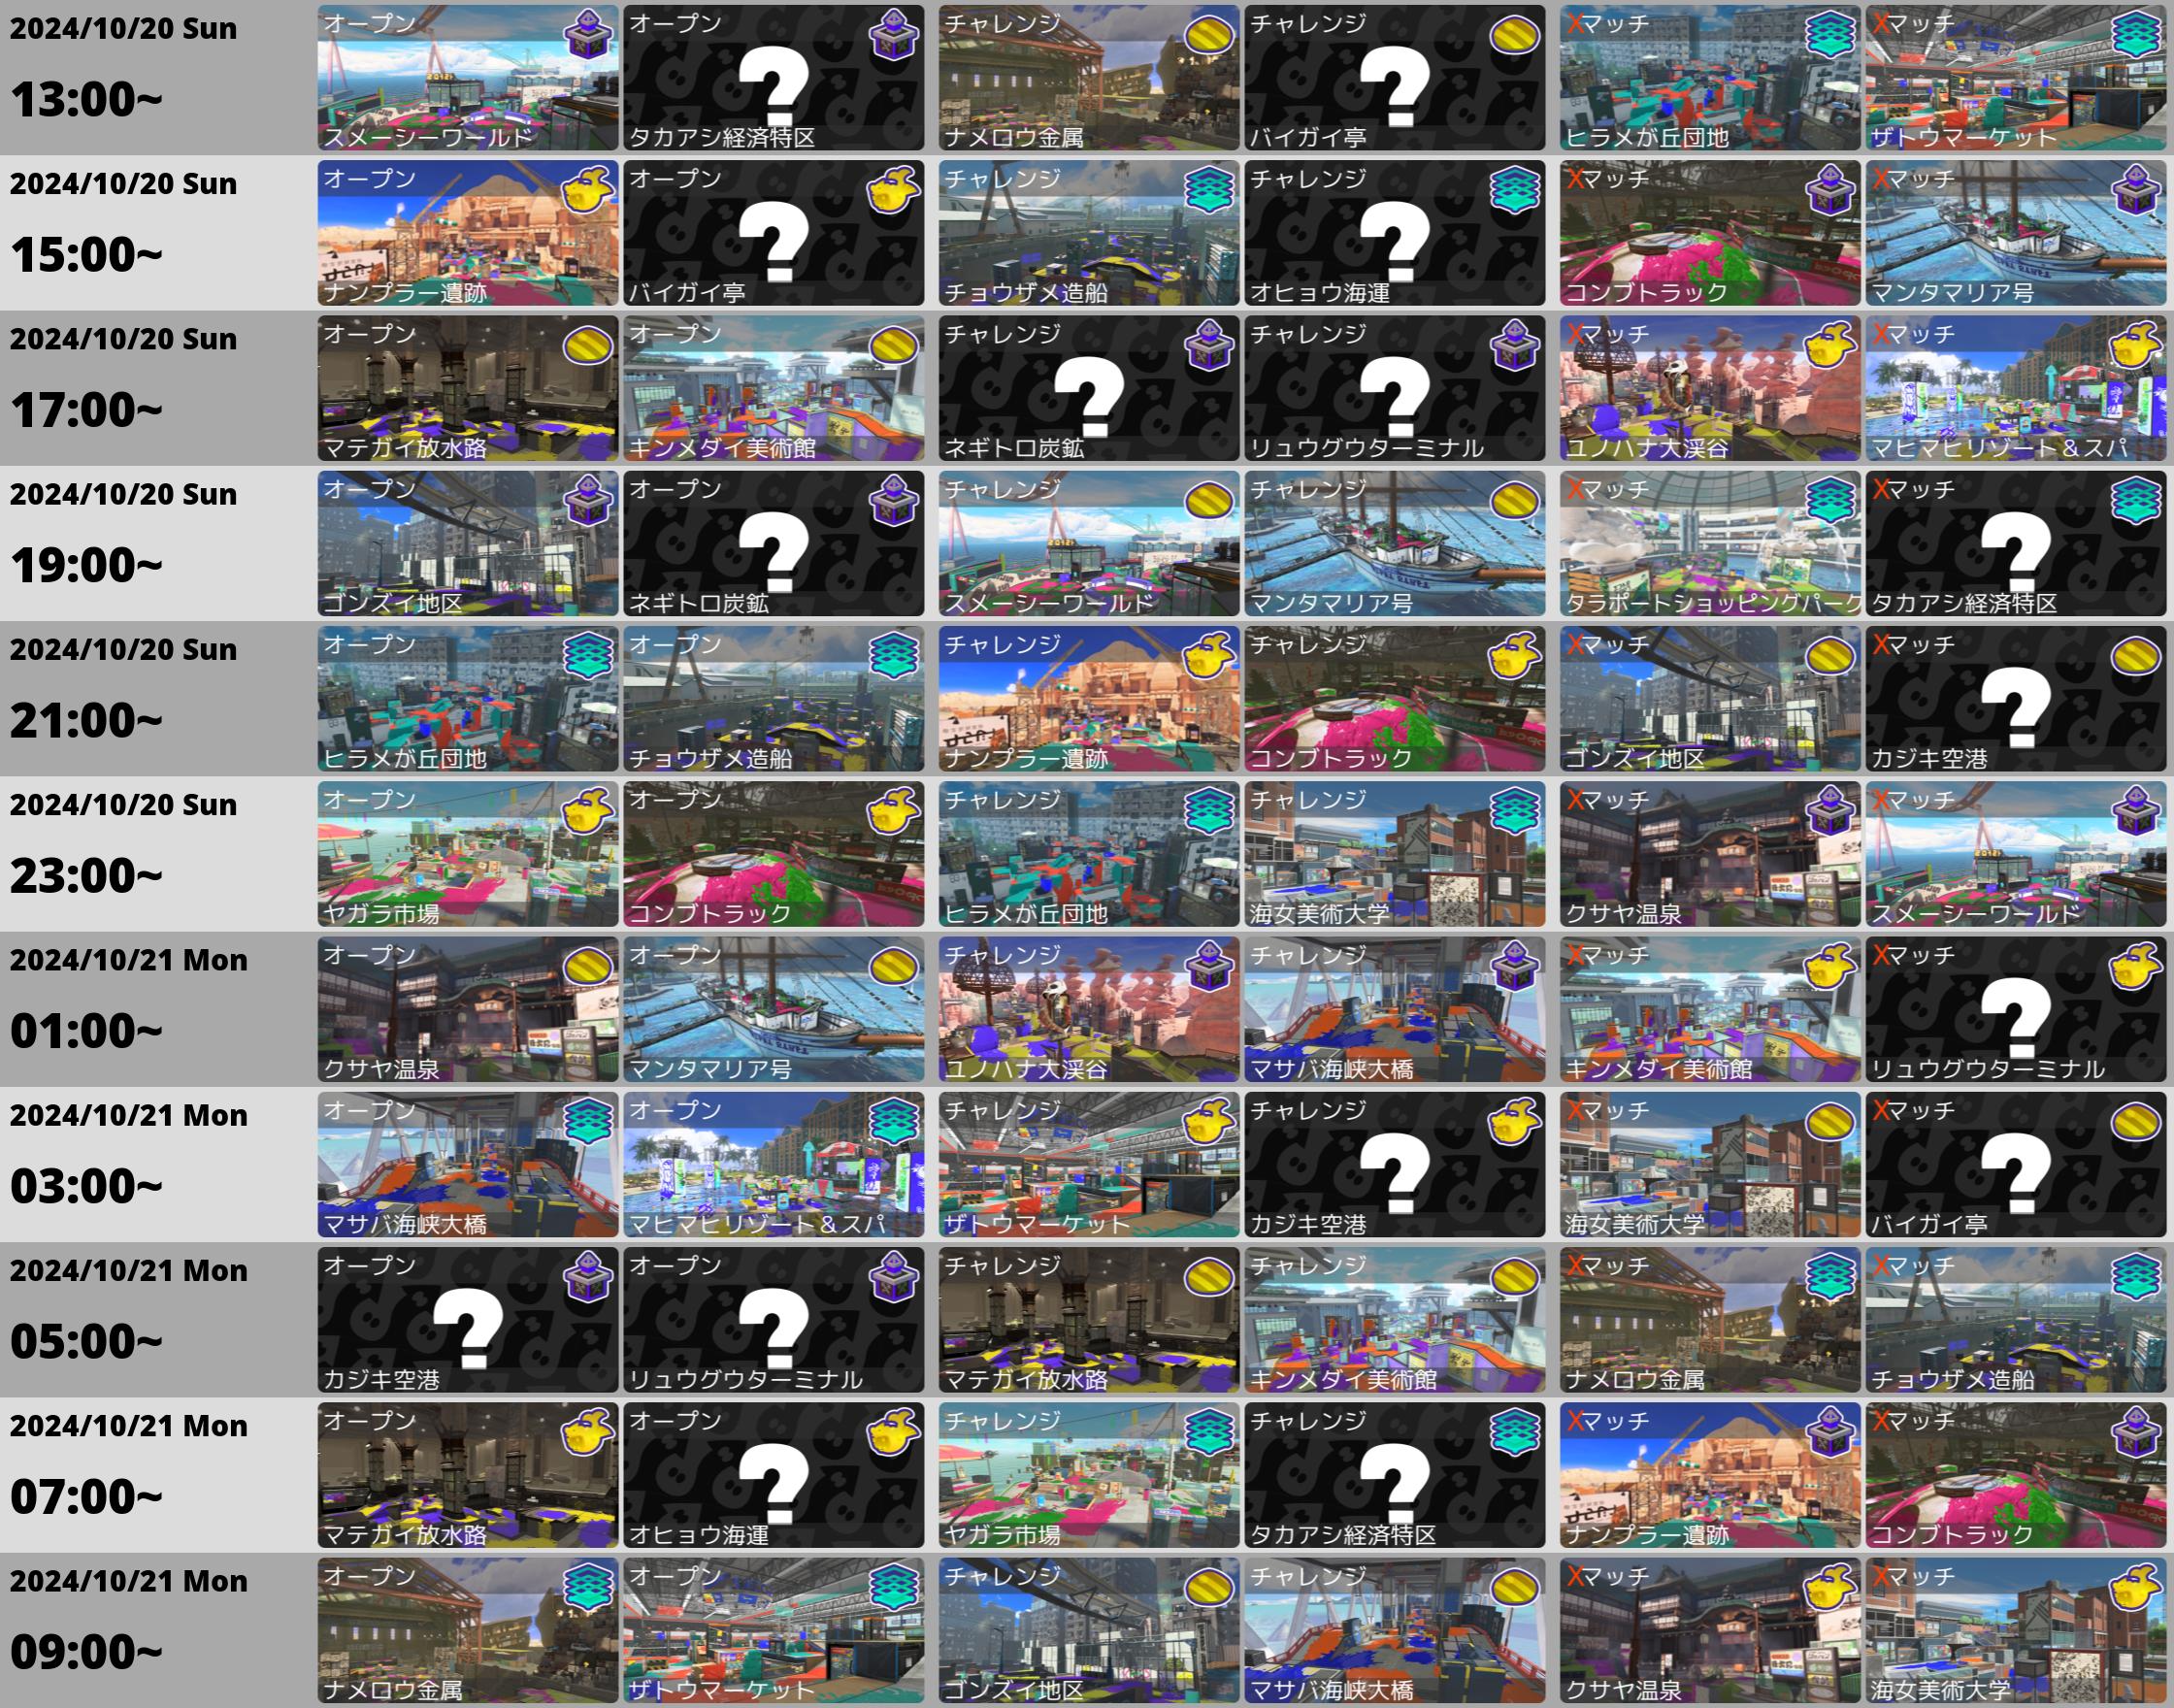 2024/10/20 Sun
13:00~
オープン
スメーシーワールド
オープン
タカアシ経済特区
チャレンジ
ナメロウ金属
チャレンジ
バイガイ亭
Xマッチ
ヒラメが丘団地
Xマッチ
ザトウマーケット
2024/10/20 Sun
15:00~
オープン
ナンプラー遺跡
オープン
バイガイ亭
チャレンジ
チョウザメ造船
チャレンジ
オヒョウ海運
Xマッチ
コンブトラック
Xマッチ
マンタマリア号
2024/10/20 Sun
17:00~
オープン
マテガイ放水路
オープン
キンメダイ美術館
チャレンジ
ネギトロ炭鉱
チャレンジ
リュウグウターミナル
Xマッチ
ユノハナ大渓谷
Xマッチ
マヒマヒリゾート&スパ
2024/10/20 Sun
19:00~
オープン
ゴンズイ地区
オープン
ネギトロ炭鉱
チャレンジ
スメーシーワールド
チャレンジ
マンタマリア号
Xマッチ
タラポートショッピングパーク
Xマッチ
タカアシ経済特区
2024/10/20 Sun
21:00~
オープン
ヒラメが丘団地
オープン
チョウザメ造船
チャレンジ
ナンプラー遺跡
チャレンジ
コンブトラック
Xマッチ
ゴンズイ地区
Xマッチ
カジキ空港
2024/10/20 Sun
23:00~
オープン
ヤガラ市場
オープン
コンブトラック
チャレンジ
ヒラメが丘団地
チャレンジ
海女美術大学
Xマッチ
クサヤ温泉
Xマッチ
スメーシーワールド
2024/10/21 Mon
01:00~
オープン
クサヤ温泉
オープン
マンタマリア号
チャレンジ
ユノハナ大渓谷
チャレンジ
マサバ海峡大橋
Xマッチ
キンメダイ美術館
Xマッチ
リュウグウターミナル
2024/10/21 Mon
03:00~
オープン
マサバ海峡大橋
オープン
マヒマヒリゾート&スパ
チャレンジ
ザトウマーケット
チャレンジ
カジキ空港
Xマッチ
海女美術大学
Xマッチ
バイガイ亭
2024/10/21 Mon
05:00~
オープン
カジキ空港
オープン
リュウグウターミナル
チャレンジ
マテガイ放水路
チャレンジ
キンメダイ美術館
Xマッチ
ナメロウ金属
Xマッチ
チョウザメ造船
2024/10/21 Mon
07:00~
オープン
マテガイ放水路
オープン
オヒョウ海運
チャレンジ
ヤガラ市場
チャレンジ
タカアシ経済特区
Xマッチ
ナンプラー遺跡
Xマッチ
コンブトラック
2024/10/21 Mon
09:00~
オープン
ナメロウ金属
オープン
ザトウマーケット
チャレンジ
ゴンズイ地区
チャレンジ
マサバ海峡大橋
Xマッチ
クサヤ温泉
Xマッチ
海女美術大学